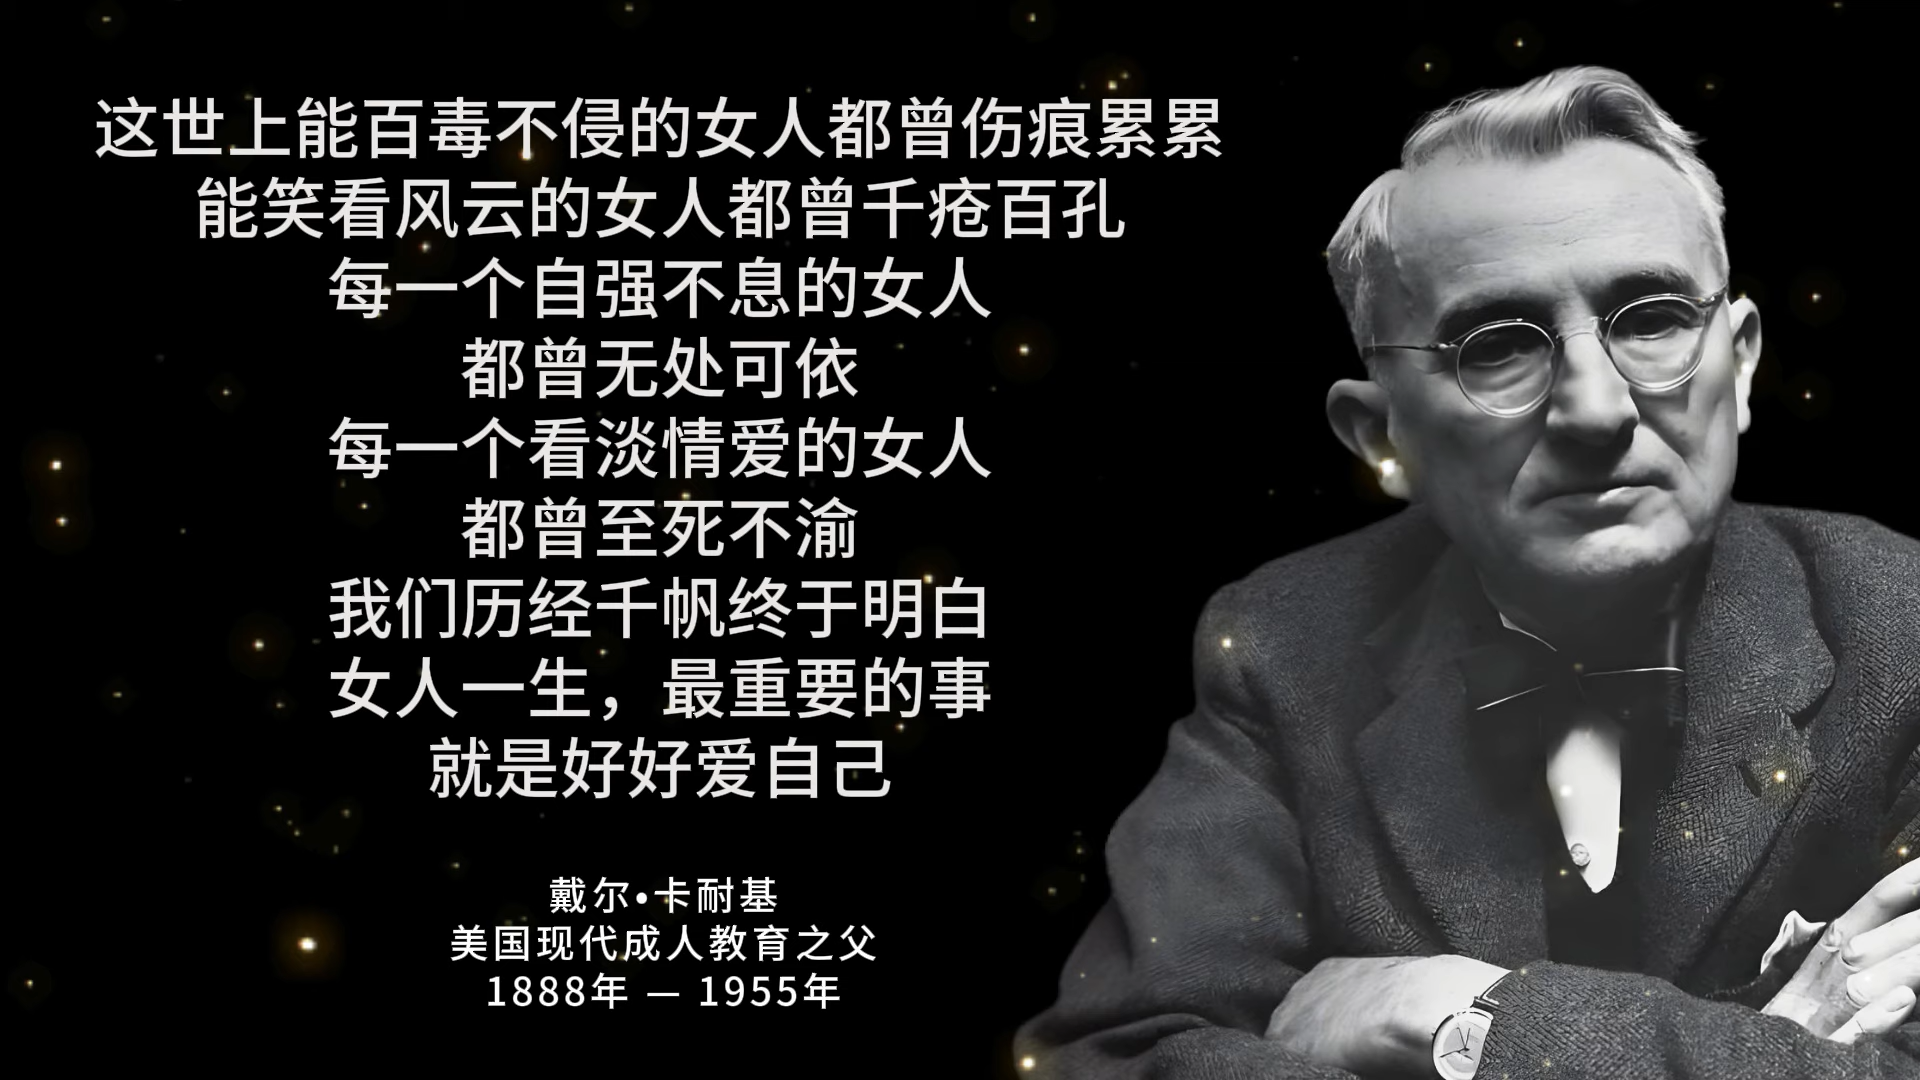 这世上能百毒不侵的女人都曾伤痕累累
能笑看风云的女人都曾千疮百孔
每一个自强不息的女人
都曾无处可依
每一个看淡情爱的女人
都曾至死不渝
我们历经千帆终于明白
女人一生，最重要的事
就是好好爱自己
戴尔•卡耐基
美国现代成人教育之父
1888年 — 1955年